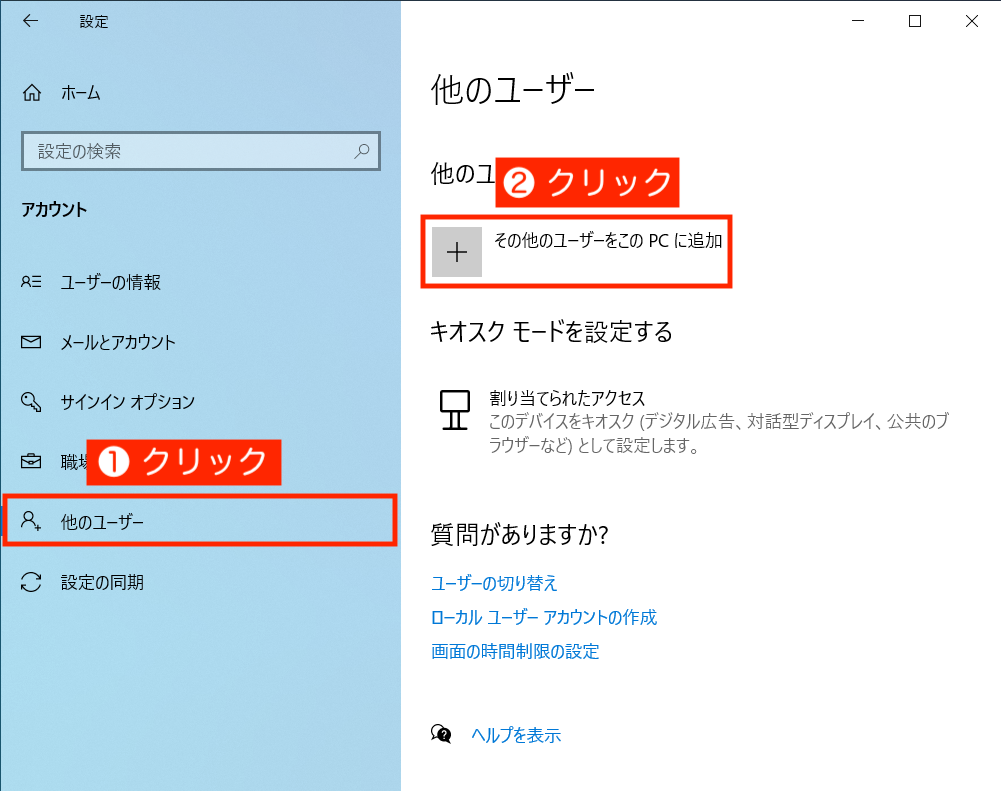 設定
ホーム
設定の検索
アカウント
ユーザーの情報
メールとアカウント
サインイン オプション
職場
❶ クリック
他のユーザー
設定の同期
他のユーザー
他のユ
❷ クリック
その他のユーザーをこの PC に追加
キオスク モードを設定する
割り当てられたアクセス
このデバイスをキオスク (デジタル広告、対話型ディスプレイ、公共のブ
ラウザーなど) として設定します。
質問がありますか?
ユーザーの切り替え
ローカル ユーザー アカウントの作成
画面の時間制限の設定
ヘルプを表示